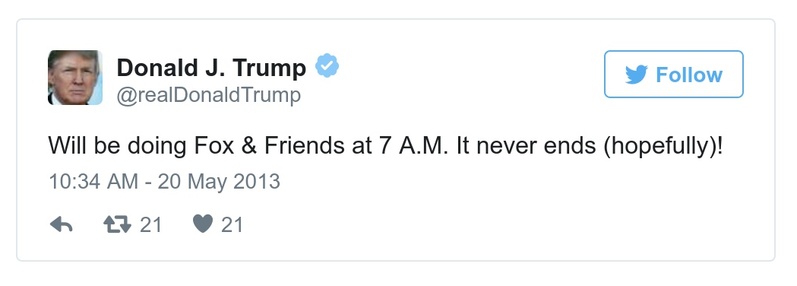 Donald J. Trump
@realDonaldTrump
Follow
Will be doing Fox & Friends at 7 A.M. It never ends (hopefully)!
10:34 AM - 20 May 2013
21 21